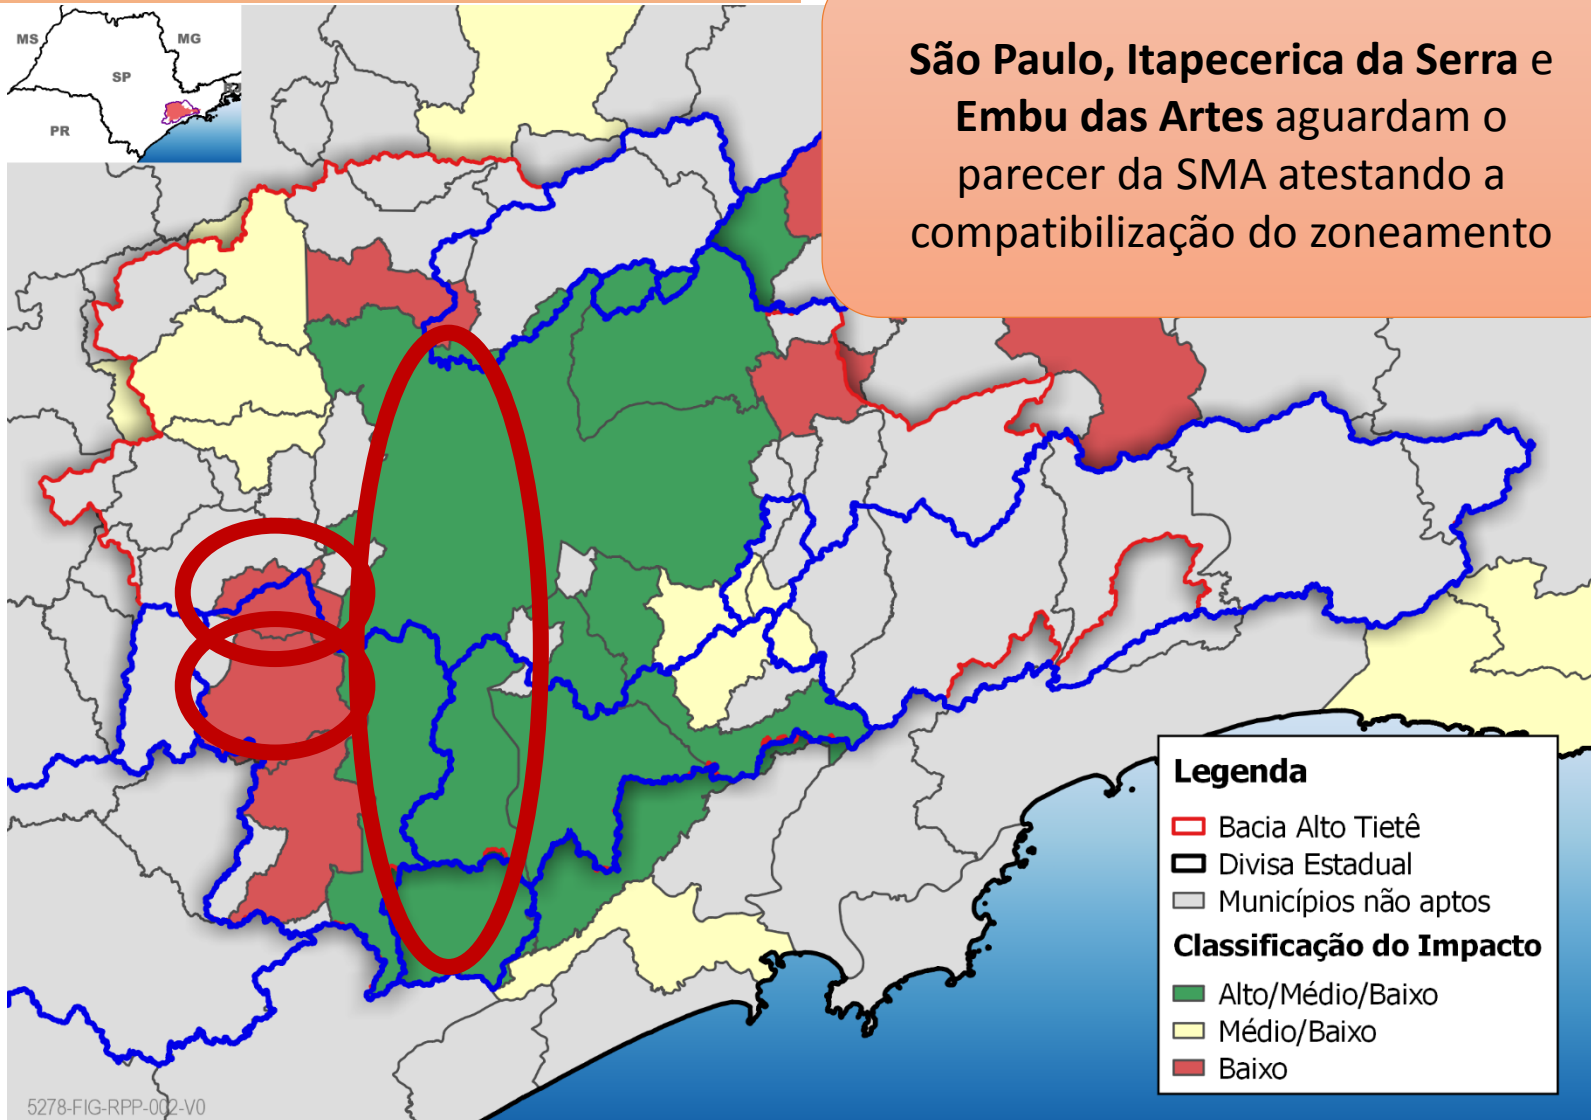 MS
MG
SP
PR
São Paulo, Itapecerica da Serra e
Embu das Artes aguardam o
parecer da SMA atestando a
compatibilização do zoneamento
Legenda
Bacia Alto Tietê
Divisa Estadual
Municípios não aptos
Classificação do Impacto
Alto/Médio/Baixo
Médio/Baixo
Baixo
5278-FIG-RPP-002-V0